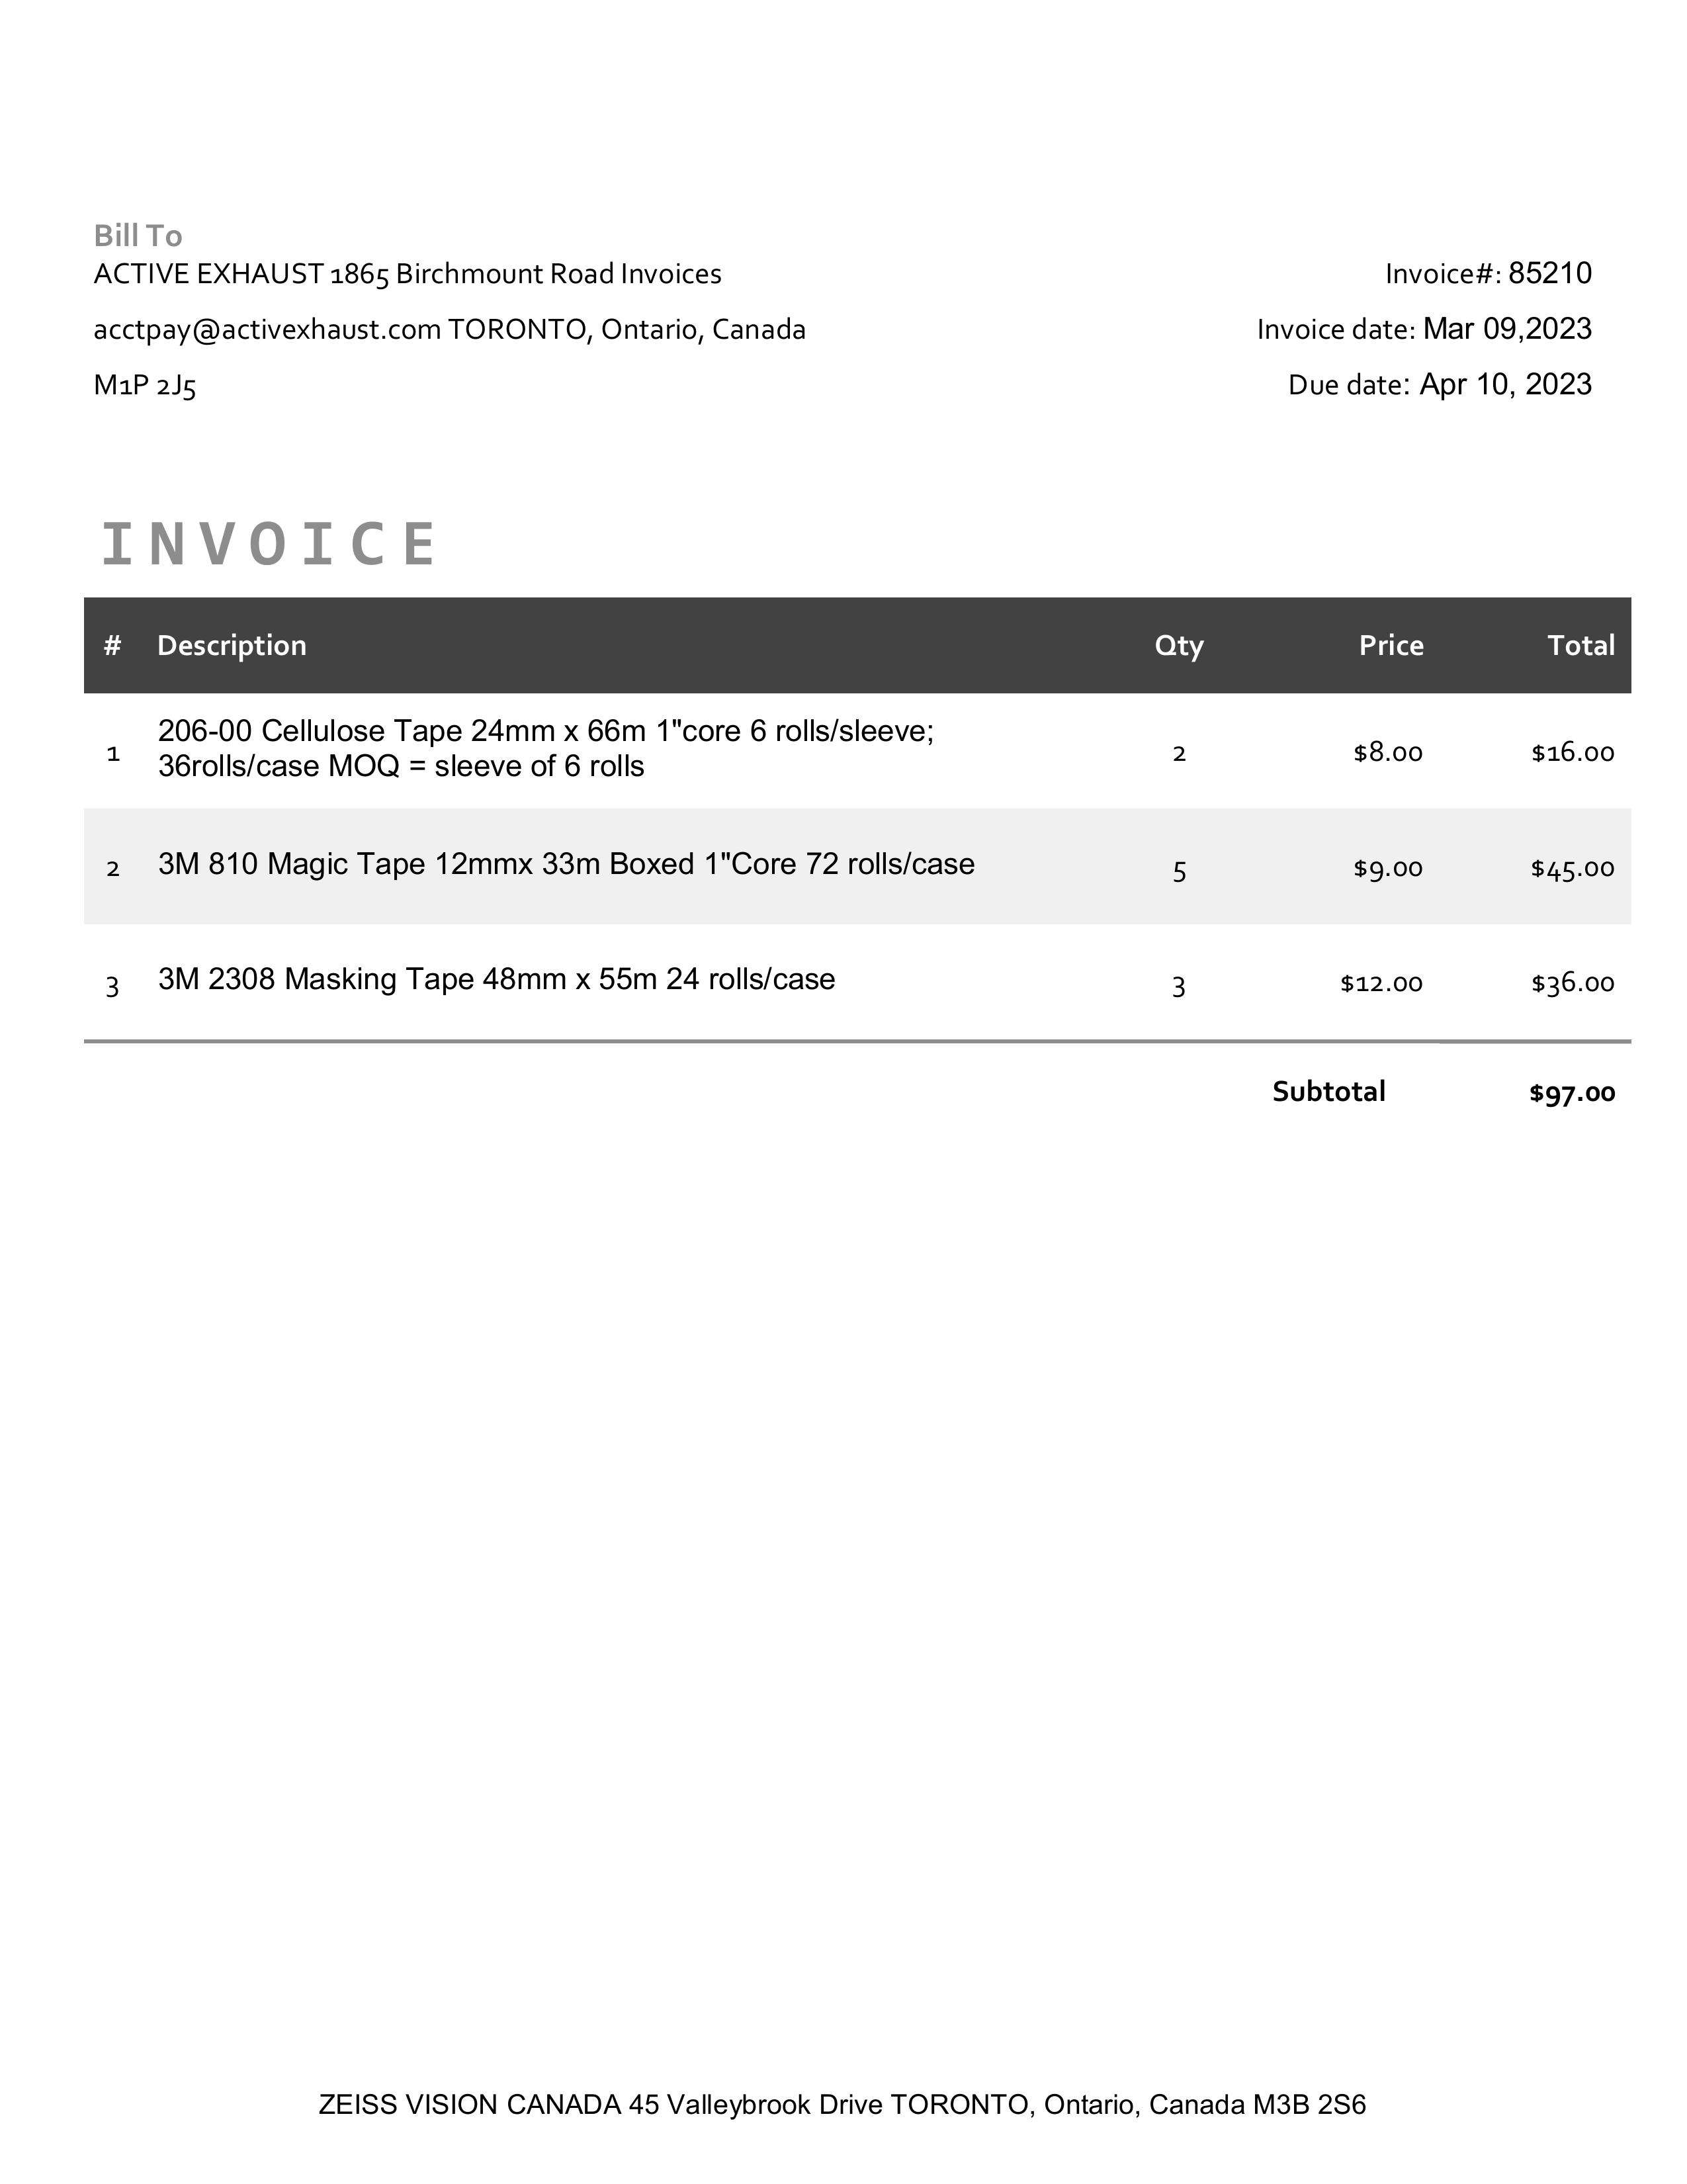 Bill To
ACTIVE EXHAUST 1865 Birchmount Road Invoices
acctpay@activexhaust.com TORONTO, Ontario, Canada
M1P 2J5
Invoice#: 85210
Invoice date: Mar 09,2023
Due date: Apr 10, 2023
INVOICE
# Description Qty Price Total
1 206-00 Cellulose Tape 24mm x 66m 1"core 6 rolls/sleeve;
36rolls/case MOQ = sleeve of 6 rolls 2 $8.00 $16.00
2 3M 810 Magic Tape 12mmx 33m Boxed 1"Core 72 rolls/case 5 $9.00 $45.00
3 3M 2308 Masking Tape 48mm x 55m 24 rolls/case 3 $12.00 $36.00
Subtotal $97.00
ZEISS VISION CANADA 45 Valleybrook Drive TORONTO, Ontario, Canada M3B 2S6